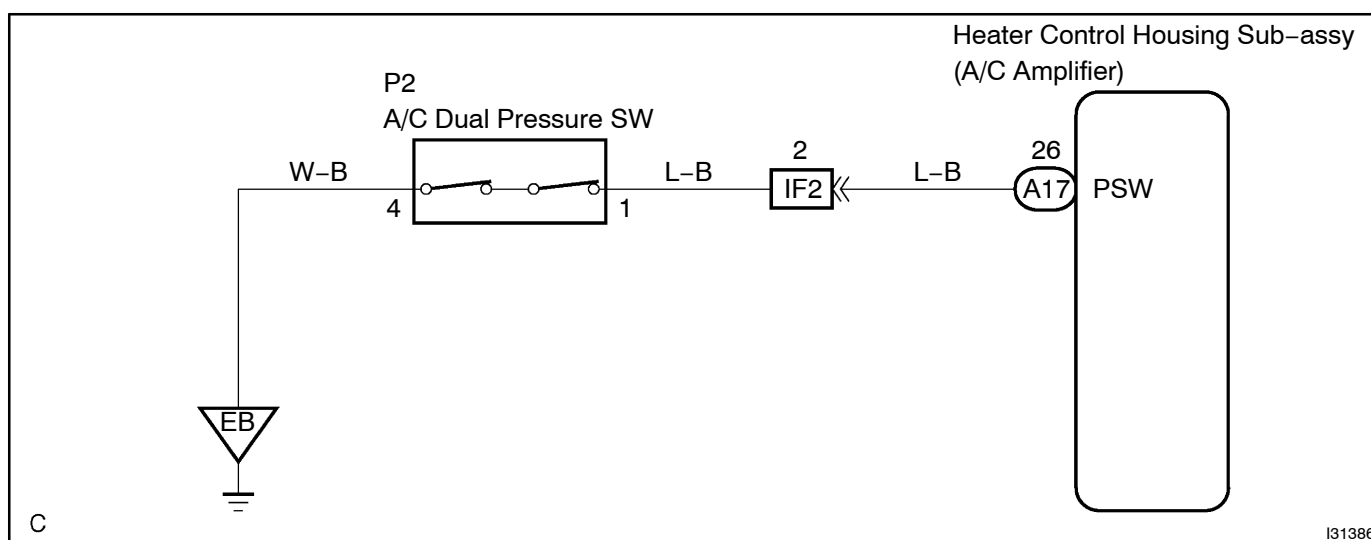 Heater Control Housing Sub−assy
(A/C Amplifier)
P2
A/C Dual Pressure SW
2
26
W−B
L−B
IF2
L−B
A17
PSW
4
1
EB
C
I31386